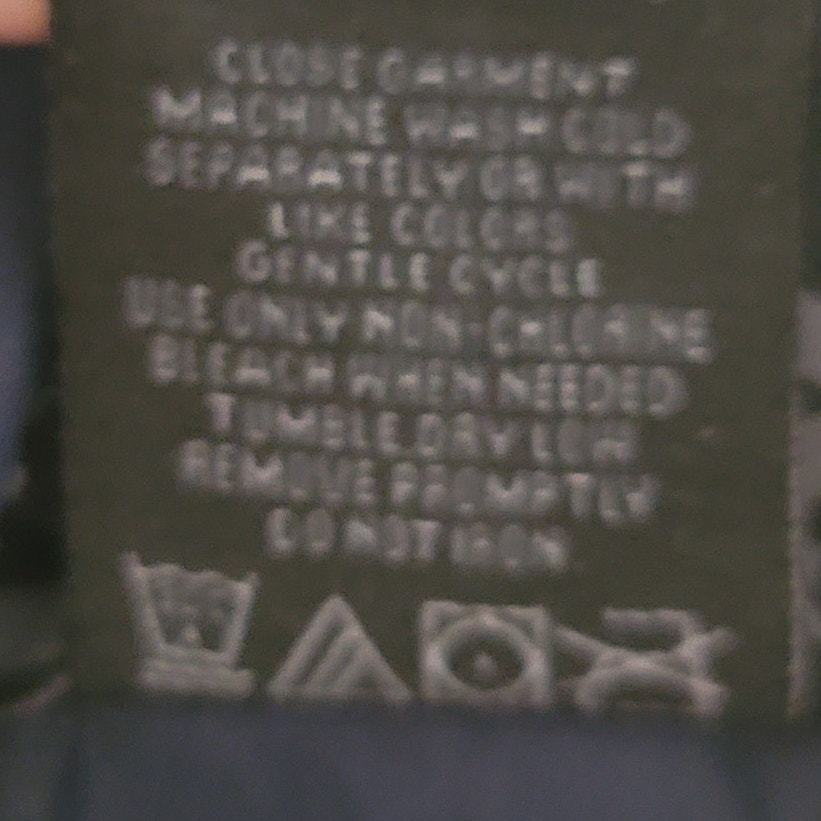 CLOSE GARMENT
MACHINE WASH COLD
SEPARATELY OR WITH
LIKE COLORS
GENTLE CYCLE
USE ONLY NON-CHLORINE
BLEACH WHEN NEEDED
TUMBLE DRY LOW
REMOVE PROMPTLY
DO NOT IRON